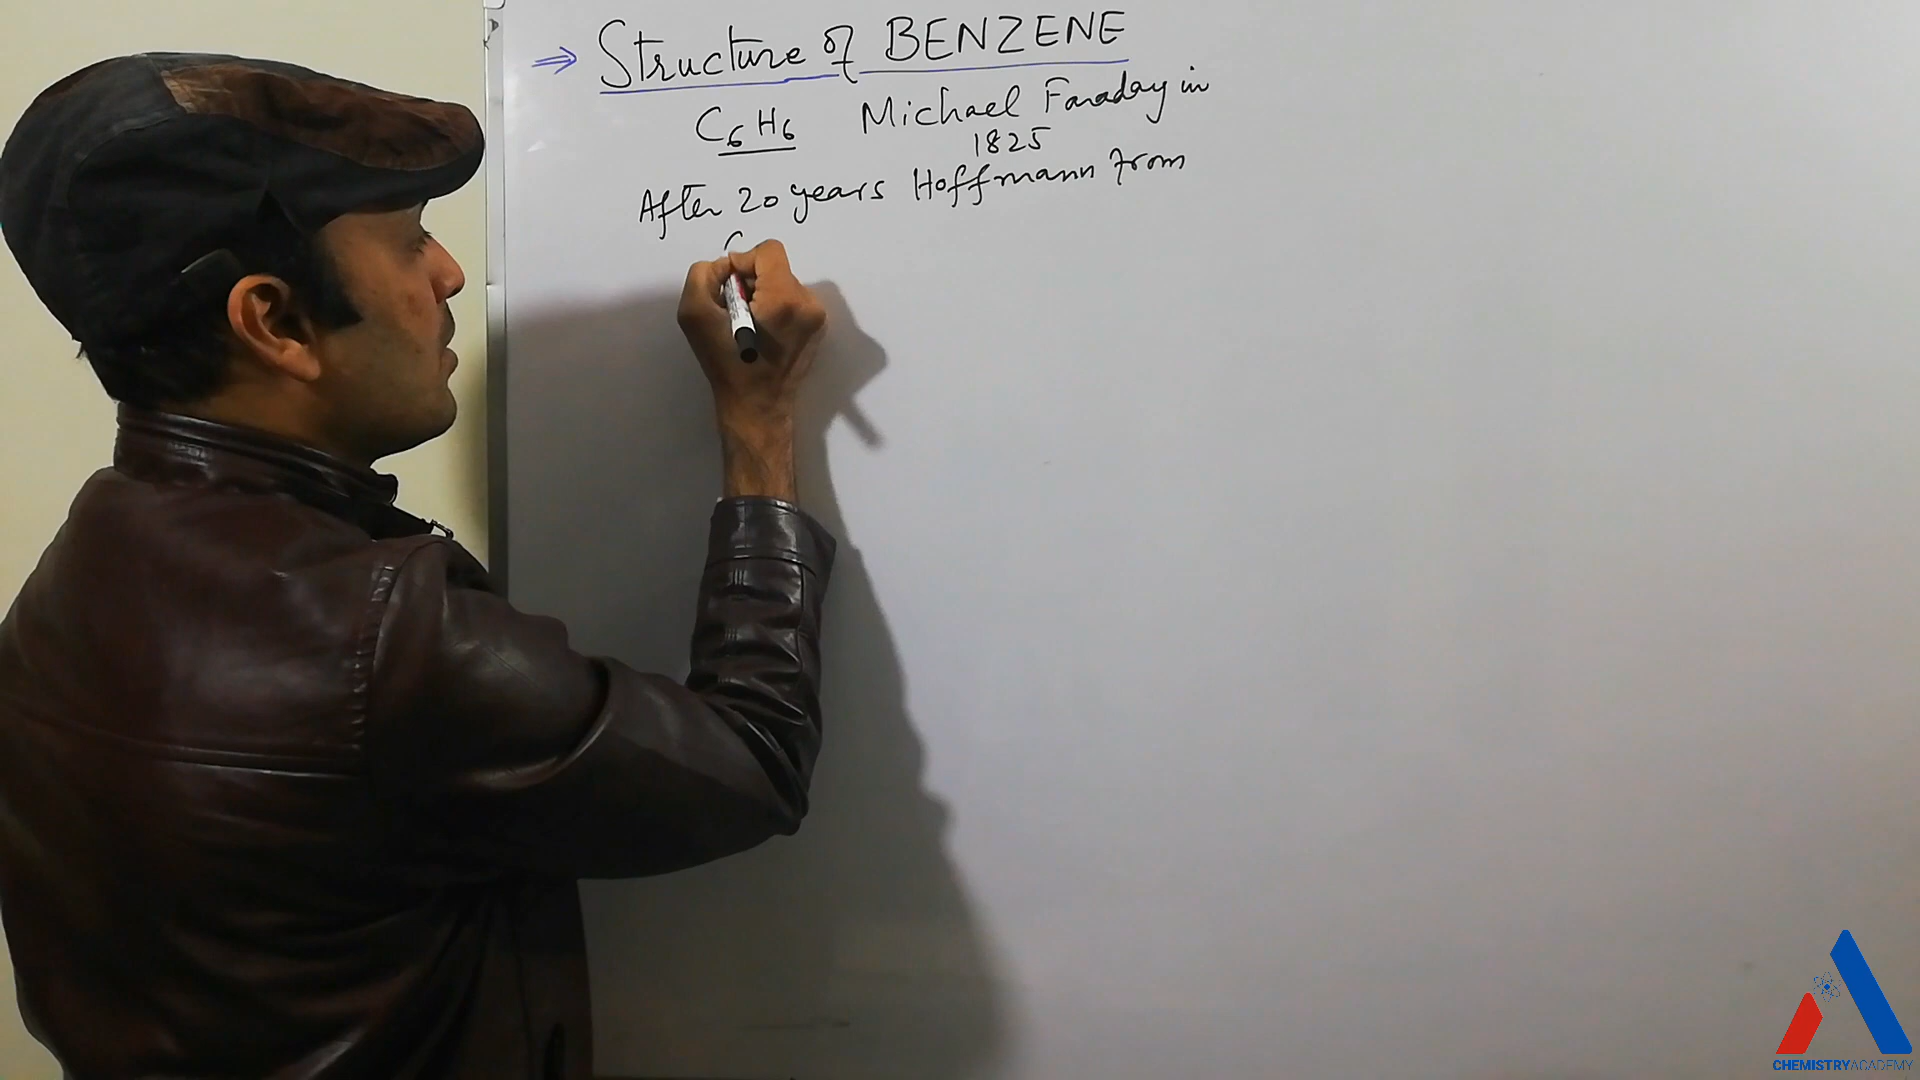 ⇒ Structure of BENZENE
C₆H₆ Michael Faraday in
1825
After 20 years Hoffmann from
C
CHEMISTRYACADEMY